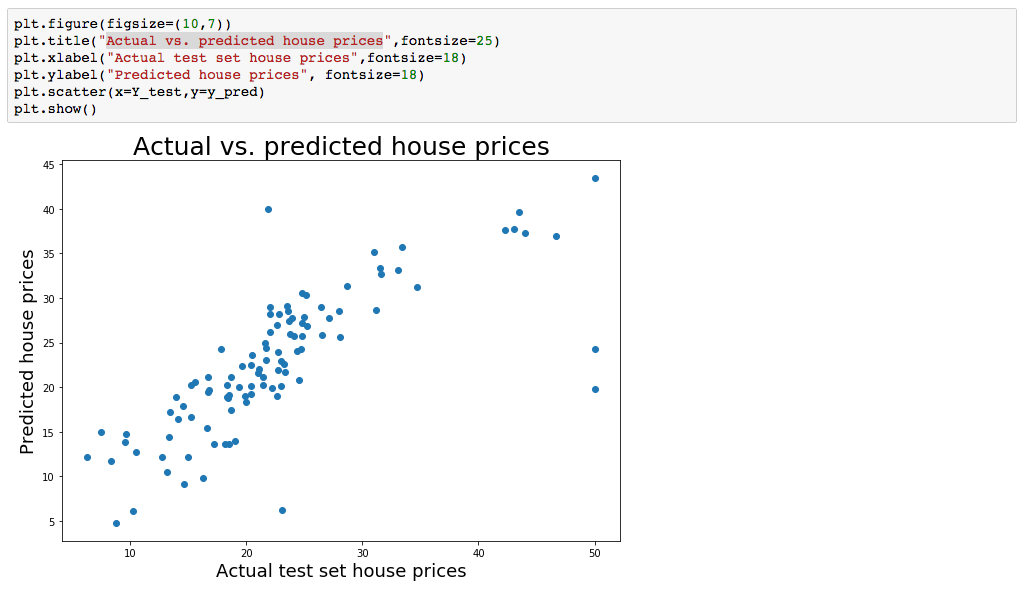 plt.figure(figsize=(10,7))
plt.title("Actual vs. predicted house prices",fontsize=25)
plt.xlabel("Actual test set house prices",fontsize=18)
plt.ylabel("Predicted house prices", fontsize=18)
plt.scatter(x=Y_test,y=y_pred)
plt.show()
Actual vs. predicted house prices
Predicted house prices
45
40
35
30
25
20
15
10
5
10 20 30 40 50
Actual test set house prices